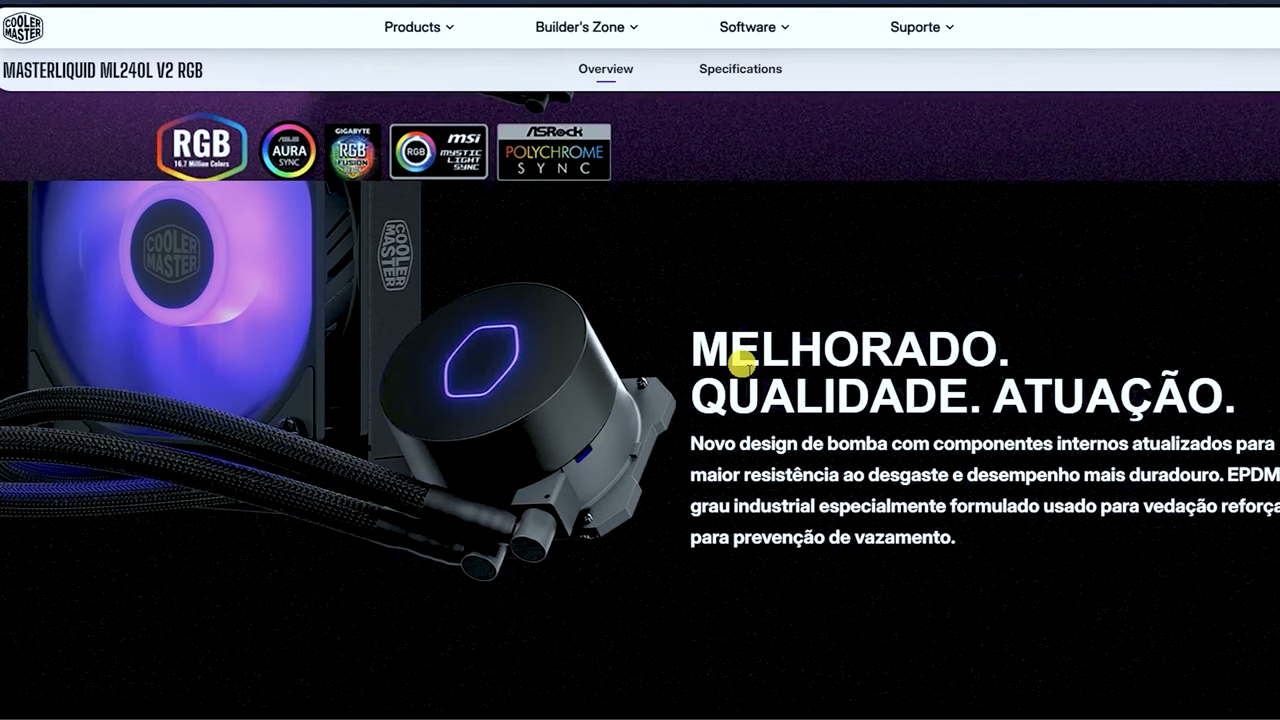 COOLER
MASTER
Products
Builder's Zone
Software
Suporte
MASTERLIQUID ML240L V2 RGB
Overview
Specifications
RGB
16.7 Million Colors
ASUS
AURA
SYNC
GIGABYTE
RGB
FUSION
RGB
msi
MYSTIC
LIGHT
SYNC
ASRock
POLYCHROME
SYNC
COOLER
MASTER
COOLER
MASTER
MELHORADO.
QUALIDADE. ATUAÇÃO.
Novo design de bomba com componentes internos atualizados para
maior resistência ao desgaste e desempenho mais duradouro. EPDM
grau industrial especialmente formulado usado para vedação reforça
para prevenção de vazamento.